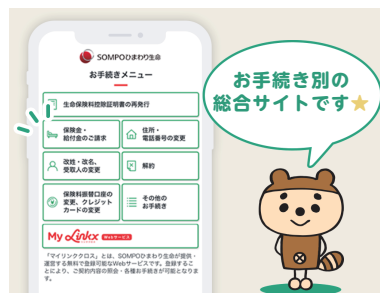 SOMPOひまわり生命
お手続きメニュー
生命保険料控除証明書の再発行
保険金・
給付金のご請求
住所・
電話番号の変更
改姓・改名、
受取人の変更
解約
保険料振替口座の
変更、クレジット
カードの変更
その他の
お手続き
My Linkx Webサービス
「マイリンククロス」とは、SOMPOひまわり生命が提供・
運営する無料で登録可能なWebサービスです。登録するこ
とにより、ご契約内容の照会・各種お手続きが可能となりま
す。
お手続き別の
総合サイトです★